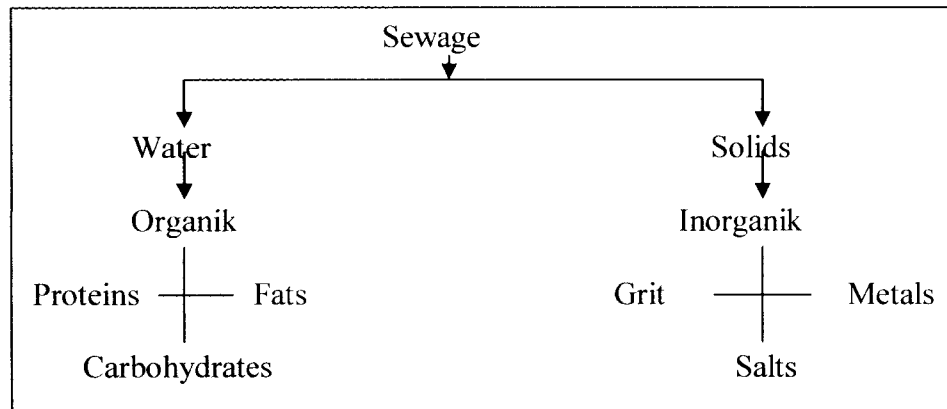 Sewage
Water Solids
Organik Inorganik
Proteins Fats Grit Metals
Carbohydrates Salts